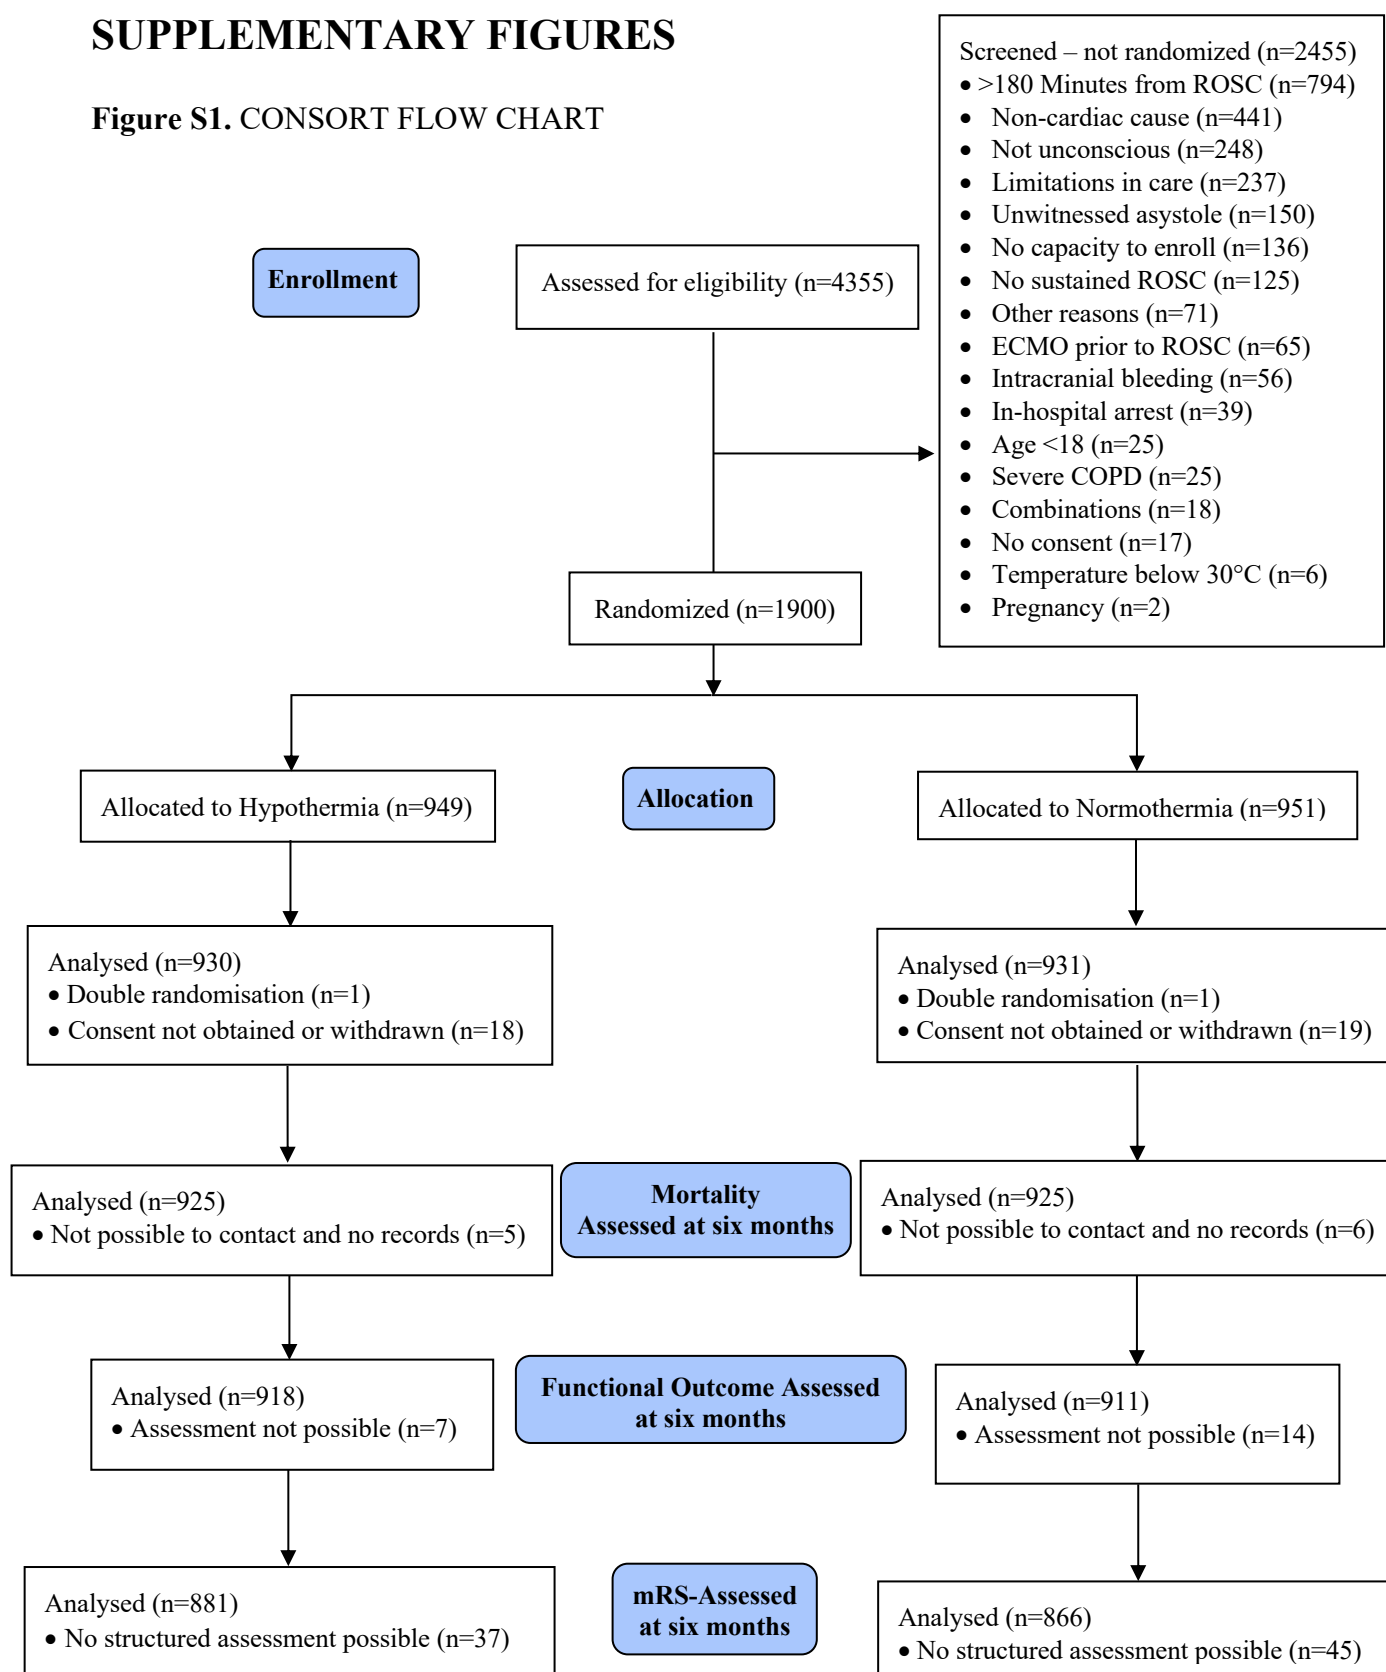 SUPPLEMENTARY FIGURES
Figure S1. CONSORT FLOW CHART
Screened – not randomized (n=2455)
• >180 Minutes from ROSC (n=794)
• Non-cardiac cause (n=441)
• Not unconscious (n=248)
• Limitations in care (n=237)
• Unwitnessed asystole (n=150)
• No capacity to enroll (n=136)
• No sustained ROSC (n=125)
• Other reasons (n=71)
• ECMO prior to ROSC (n=65)
• Intracranial bleeding (n=56)
• In-hospital arrest (n=39)
• Age <18 (n=25)
• Severe COPD (n=25)
• Combinations (n=18)
• No consent (n=17)
• Temperature below 30°C (n=6)
• Pregnancy (n=2)
Enrollment
Assessed for eligibility (n=4355)
Randomized (n=1900)
Allocated to Hypothermia (n=949)
Allocation
Allocated to Normothermia (n=951)
Analysed (n=930)
• Double randomisation (n=1)
• Consent not obtained or withdrawn (n=18)
Analysed (n=931)
• Double randomisation (n=1)
• Consent not obtained or withdrawn (n=19)
Analysed (n=925)
• Not possible to contact and no records (n=5)
Mortality
Assessed at six months
Analysed (n=925)
• Not possible to contact and no records (n=6)
Analysed (n=918)
• Assessment not possible (n=7)
Functional Outcome Assessed
at six months
Analysed (n=911)
• Assessment not possible (n=14)
Analysed (n=881)
• No structured assessment possible (n=37)
mRS-Assessed
at six months
Analysed (n=866)
• No structured assessment possible (n=45)